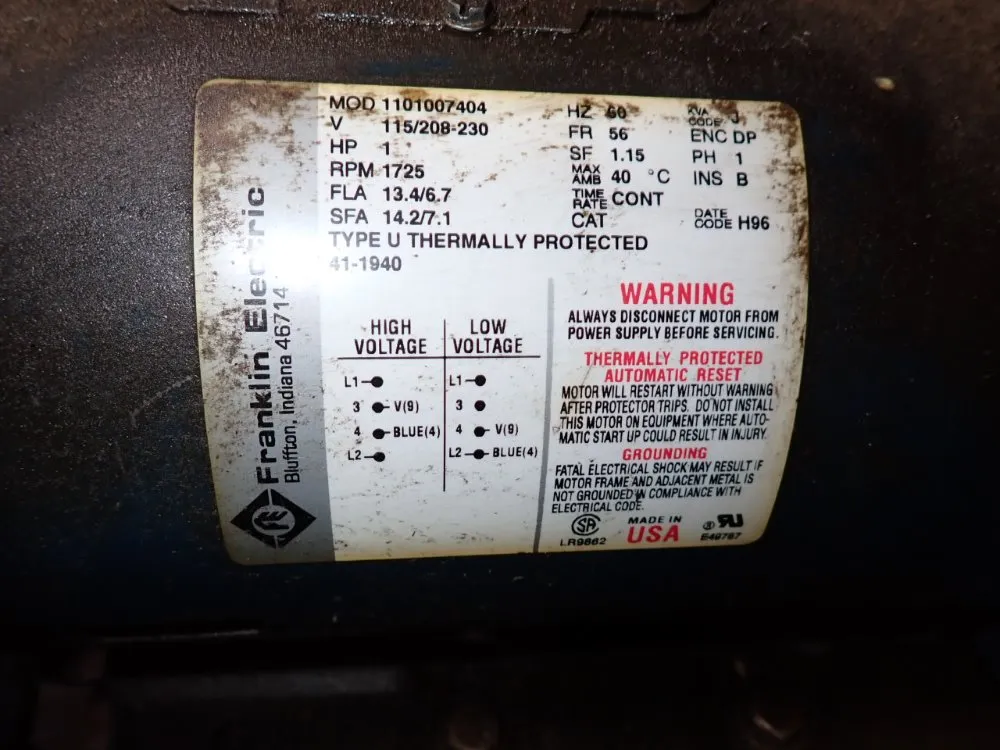 Franklin Electric
Bluffton, Indiana 46714
MOD 1101007404
V 115/208-230
HP 1
RPM 1725
FLA 13.4/6.7
SFA 14.2/7.1
HZ 60
FR 56
SF 1.15
MAX AMB 40 °C
TIME RATE CONT
CAT
KVA CODE J
ENC DP
PH 1
INS B
DATE CODE H96
TYPE U THERMALLY PROTECTED
41-1940
HIGH VOLTAGE
L1
3 V(9)
4 BLUE(4)
L2
LOW VOLTAGE
L1
3
4 V(9)
L2 BLUE(4)
WARNING
ALWAYS DISCONNECT MOTOR FROM
POWER SUPPLY BEFORE SERVICING.
THERMALLY PROTECTED
AUTOMATIC RESET
MOTOR WILL RESTART WITHOUT WARNING
AFTER PROTECTOR TRIPS. DO NOT INSTALL
THIS MOTOR ON EQUIPMENT WHERE AUTO-
MATIC START UP COULD RESULT IN INJURY.
GROUNDING
FATAL ELECTRICAL SHOCK MAY RESULT IF
MOTOR FRAME AND ADJACENT METAL IS
NOT GROUNDED IN COMPLIANCE WITH
ELECTRICAL CODE.
SA
LR9862
MADE IN
USA
E49767